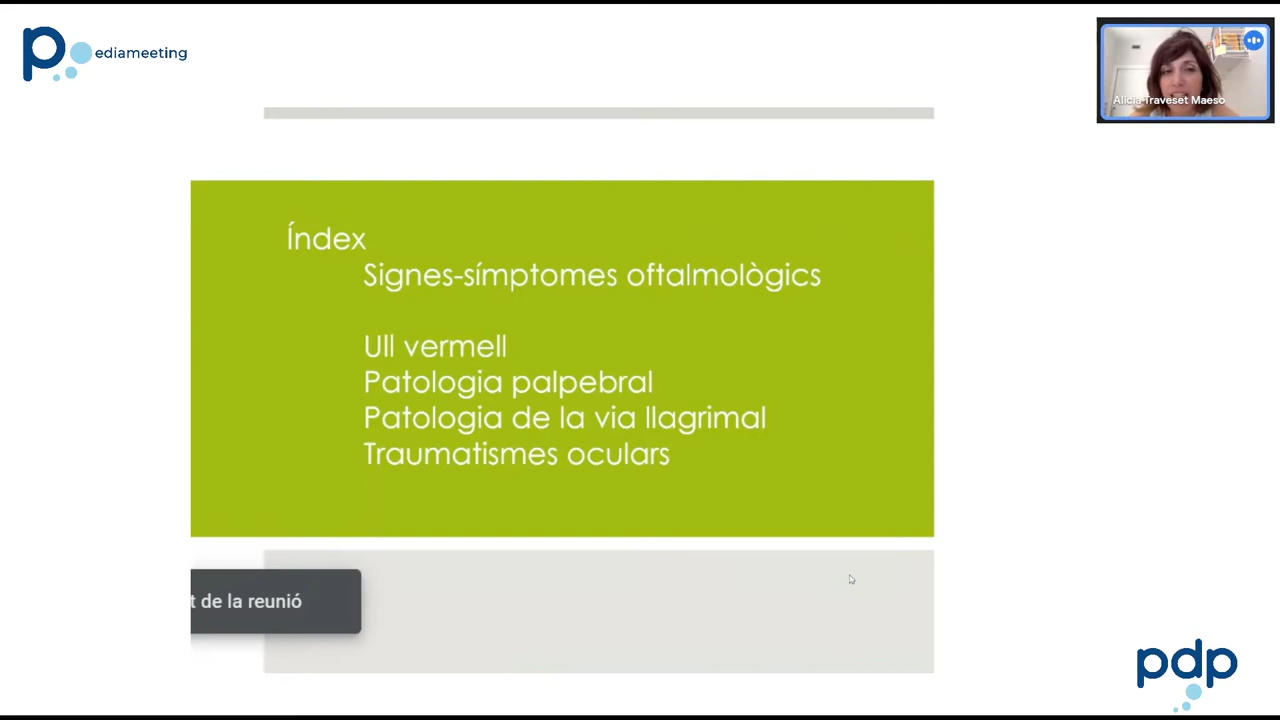 pediameeting
Alicia Traveset Maeso
Índex
Signes-símptomes oftalmològics
Ull vermell
Patologia palpebral
Patologia de la via llagrimal
Traumatismes oculars
t de la reunió
pdp